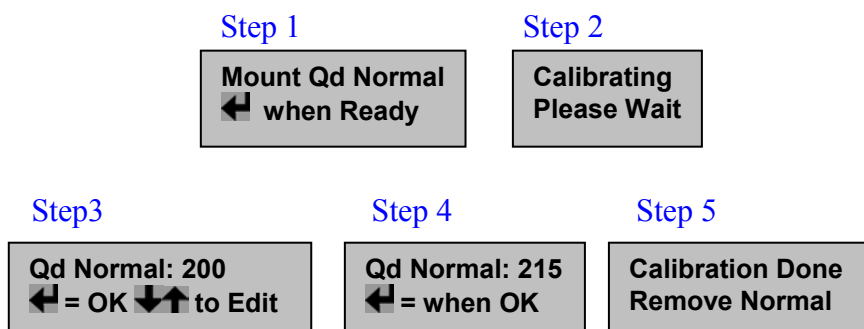 Step 1
Mount Qd Normal
↵ when Ready
Step 2
Calibrating
Please Wait
Step3
Qd Normal: 200
↵ = OK ↓↑ to Edit
Step 4
Qd Normal: 215
↵ = when OK
Step 5
Calibration Done
Remove Normal